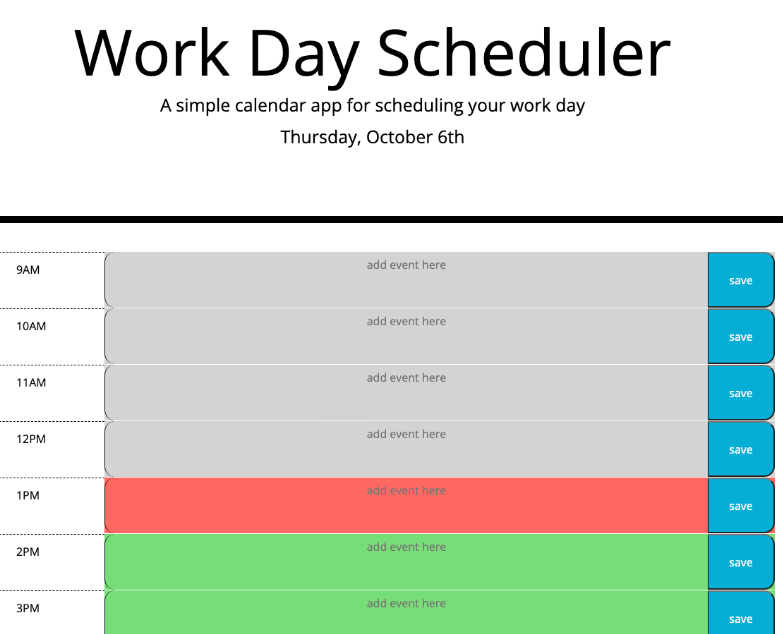 Work Day Scheduler
A simple calendar app for scheduling your work day
Thursday, October 6th
9AM add event here save
10AM add event here save
11AM add event here save
12PM add event here save
1PM add event here save
2PM add event here save
3PM add event here save